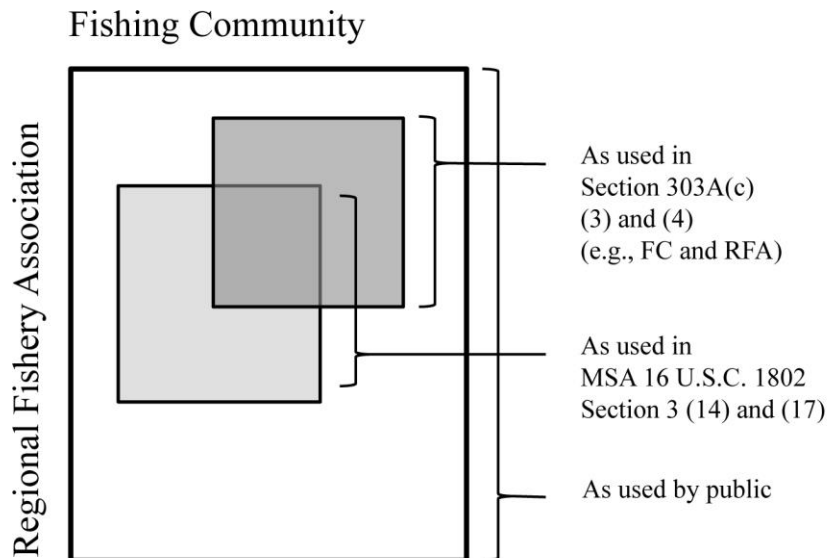 Fishing Community
Regional Fishery Association
As used in
Section 303A(c)
(3) and (4)
(e.g., FC and RFA)
As used in
MSA 16 U.S.C. 1802
Section 3 (14) and (17)
As used by public